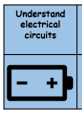 Understand
electrical
circuits
- +